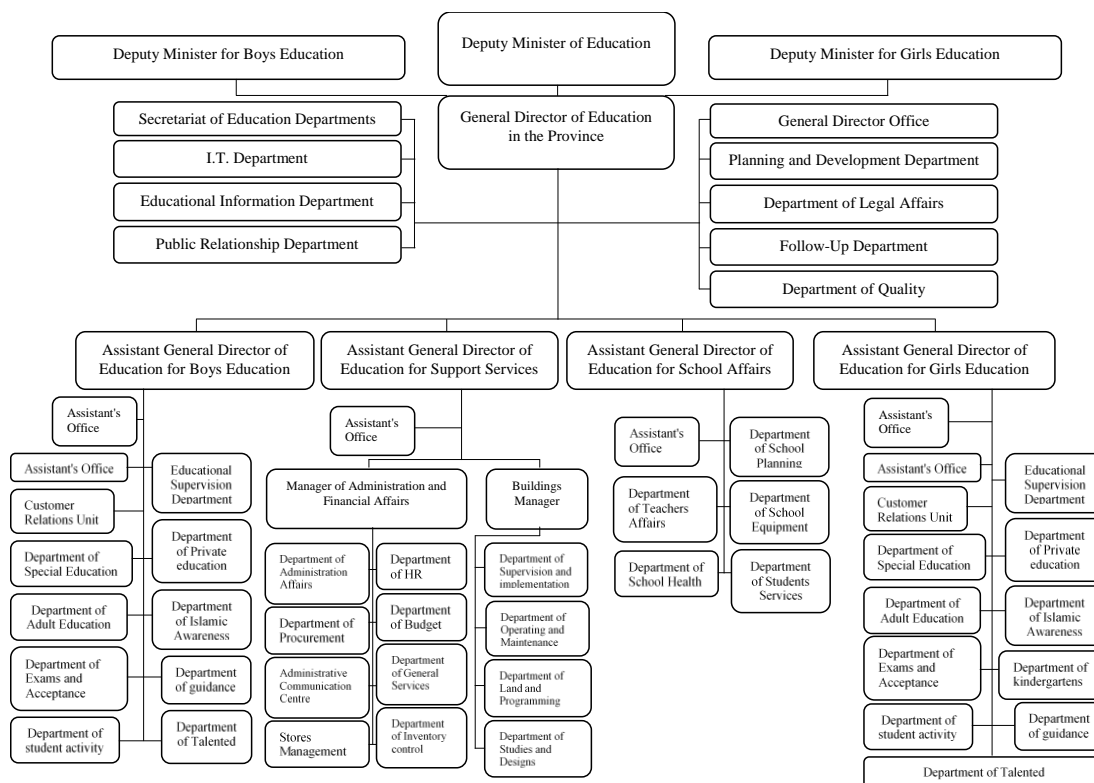 Deputy Minister for Boys Education
Deputy Minister of Education
Deputy Minister for Girls Education
General Director of Education
in the Province
Secretariat of Education Departments
I.T. Department
Educational Information Department
Public Relationship Department
General Director Office
Planning and Development Department
Department of Legal Affairs
Follow-Up Department
Department of Quality
Assistant General Director of
Education for Boys Education
Assistant General Director of
Education for Support Services
Assistant General Director of
Education for School Affairs
Assistant General Director of
Education for Girls Education
Assistant's
Office
Assistant's Office
Educational
Supervision
Department
Customer
Relations Unit
Department
of Private
education
Department of
Special Education
Department of
Adult Education
Department
of Islamic
Awareness
Department of
Exams and
Acceptance
Department
of guidance
Department of
student activity
Department
of Talented
Assistant's
Office
Manager of Administration and
Financial Affairs
Buildings
Manager
Department of
Administration
Affairs
Department
of HR
Department of
Procurement
Department
of Budget
Administrative
Communication
Centre
Department
of General
Services
Stores
Management
Department
of Inventory
control
Department of
Supervision and
implementation
Department of
Operating and
Maintenance
Department of
Land and
Programming
Department of
Studies and
Designs
Assistant's
Office
Department
of School
Planning
Department
of Teachers
Affairs
Department
of School
Equipment
Department of
School Health
Department
of Students
Services
Assistant's
Office
Assistant's Office
Educational
Supervision
Department
Customer
Relations Unit
Department
of Private
education
Department of
Special Education
Department of
Adult Education
Department
of Islamic
Awareness
Department of
Exams and
Acceptance
Department of
kindergartens
Department of
student activity
Department
of guidance
Department of Talented